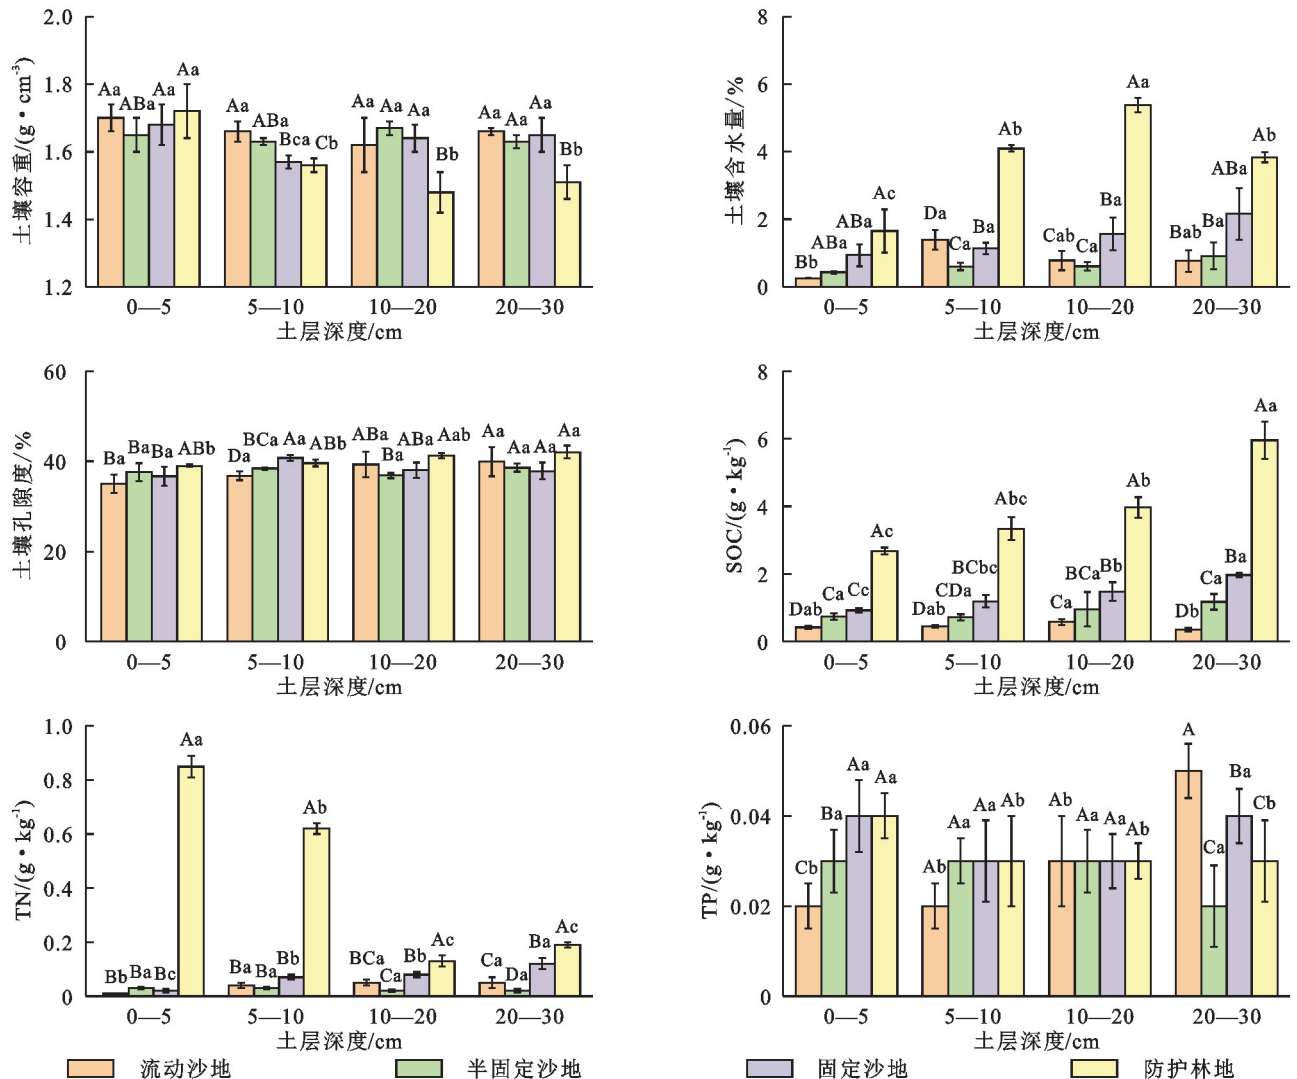 土壤容重/(g·cm⁻³)
2.0
1.8
1.6
1.4
1.2
Aa ABa Aa Aa
Aa ABa Bca Cb
Aa Aa Aa Bb
Aa Aa Aa Bb
0—5 5—10 10—20 20—30
土层深度/cm
土壤含水量/%
8
6
4
2
0
Bb ABa ABa Ac
Da Ca Ba Ab
Cab Ca Ba Aa
Bab Ba ABa Ab
0—5 5—10 10—20 20—30
土层深度/cm
土壤孔隙度/%
60
40
20
0
Ba Ba Ba ABb
Da BCa Aa ABb
ABa Ba ABa Aab
Aa Aa Aa Aa
0—5 5—10 10—20 20—30
土层深度/cm
SOC/(g·kg⁻¹)
8
6
4
2
0
Dab Ca Cc Ac
Dab CDa BCbc Abc
Ca BCa Bb Ab
Db Ca Ba Aa
0—5 5—10 10—20 20—30
土层深度/cm
TN/(g·kg⁻¹)
1.0
0.8
0.6
0.4
0.2
0
Bb Ba Bc Aa
Ba Ba Bb Ab
BCa Ca Bb Ac
Ca Da Ba Ac
0—5 5—10 10—20 20—30
土层深度/cm
TP/(g·kg⁻¹)
0.06
0.04
0.02
0
Cb Ba Aa Aa
Ab Aa Aa Ab
Ab Aa Aa Ab
A Ca Ba Cb
0—5 5—10 10—20 20—30
土层深度/cm
流动沙地 半固定沙地 固定沙地 防护林地